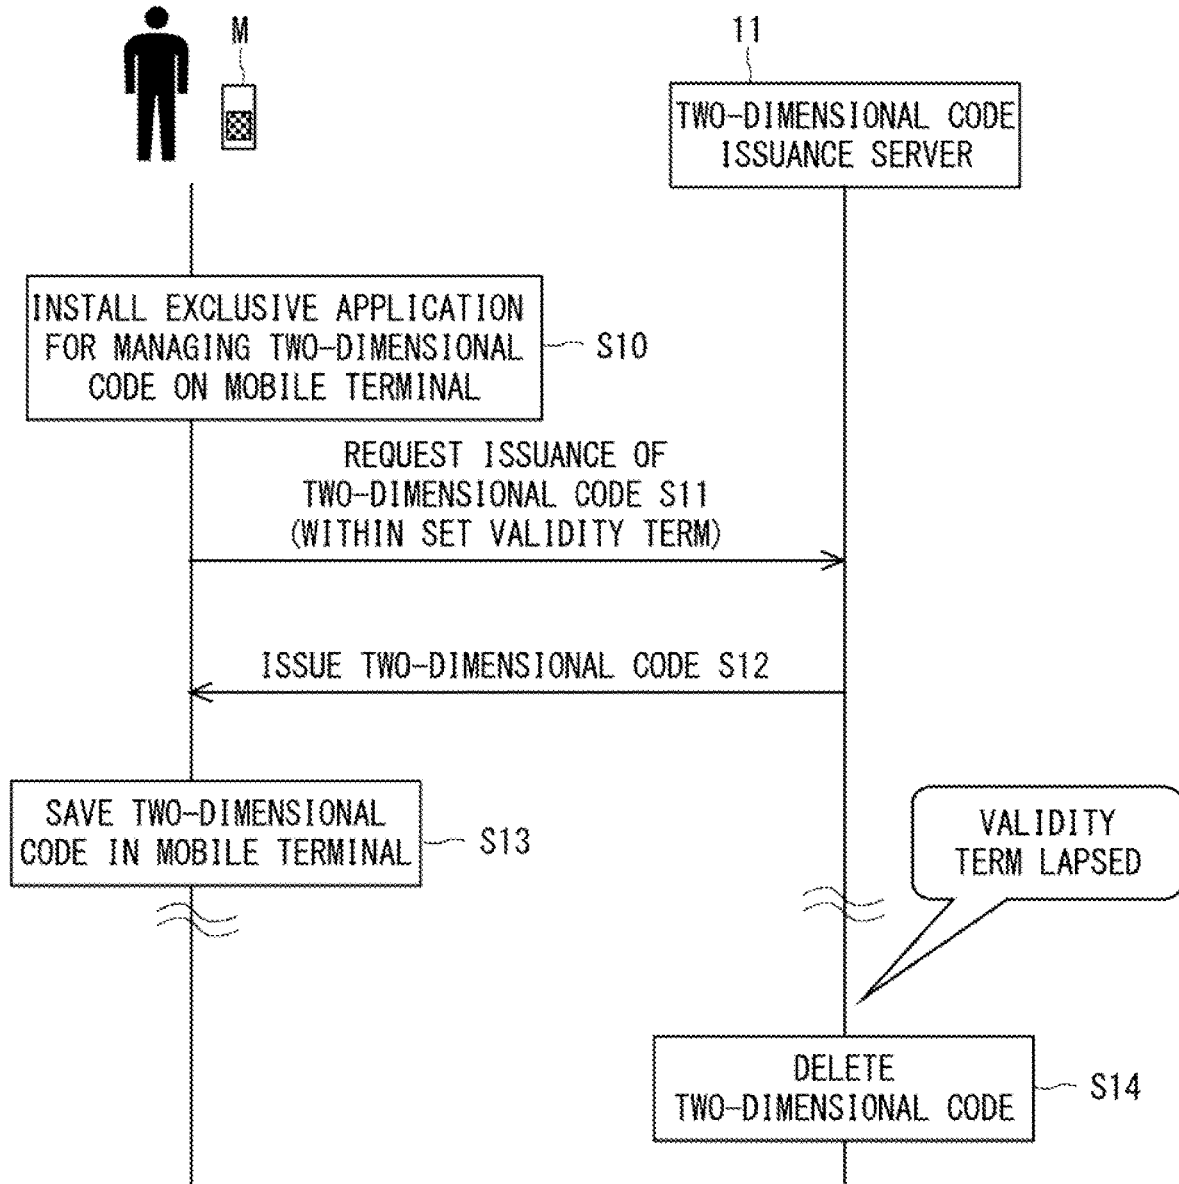 M
11
TWO-DIMENSIONAL CODE
ISSUANCE SERVER
INSTALL EXCLUSIVE APPLICATION
FOR MANAGING TWO-DIMENSIONAL
CODE ON MOBILE TERMINAL
S10
REQUEST ISSUANCE OF
TWO-DIMENSIONAL CODE S11
(WITHIN SET VALIDITY TERM)
ISSUE TWO-DIMENSIONAL CODE S12
SAVE TWO-DIMENSIONAL
CODE IN MOBILE TERMINAL
S13
VALIDITY
TERM LAPSED
DELETE
TWO-DIMENSIONAL CODE
S14